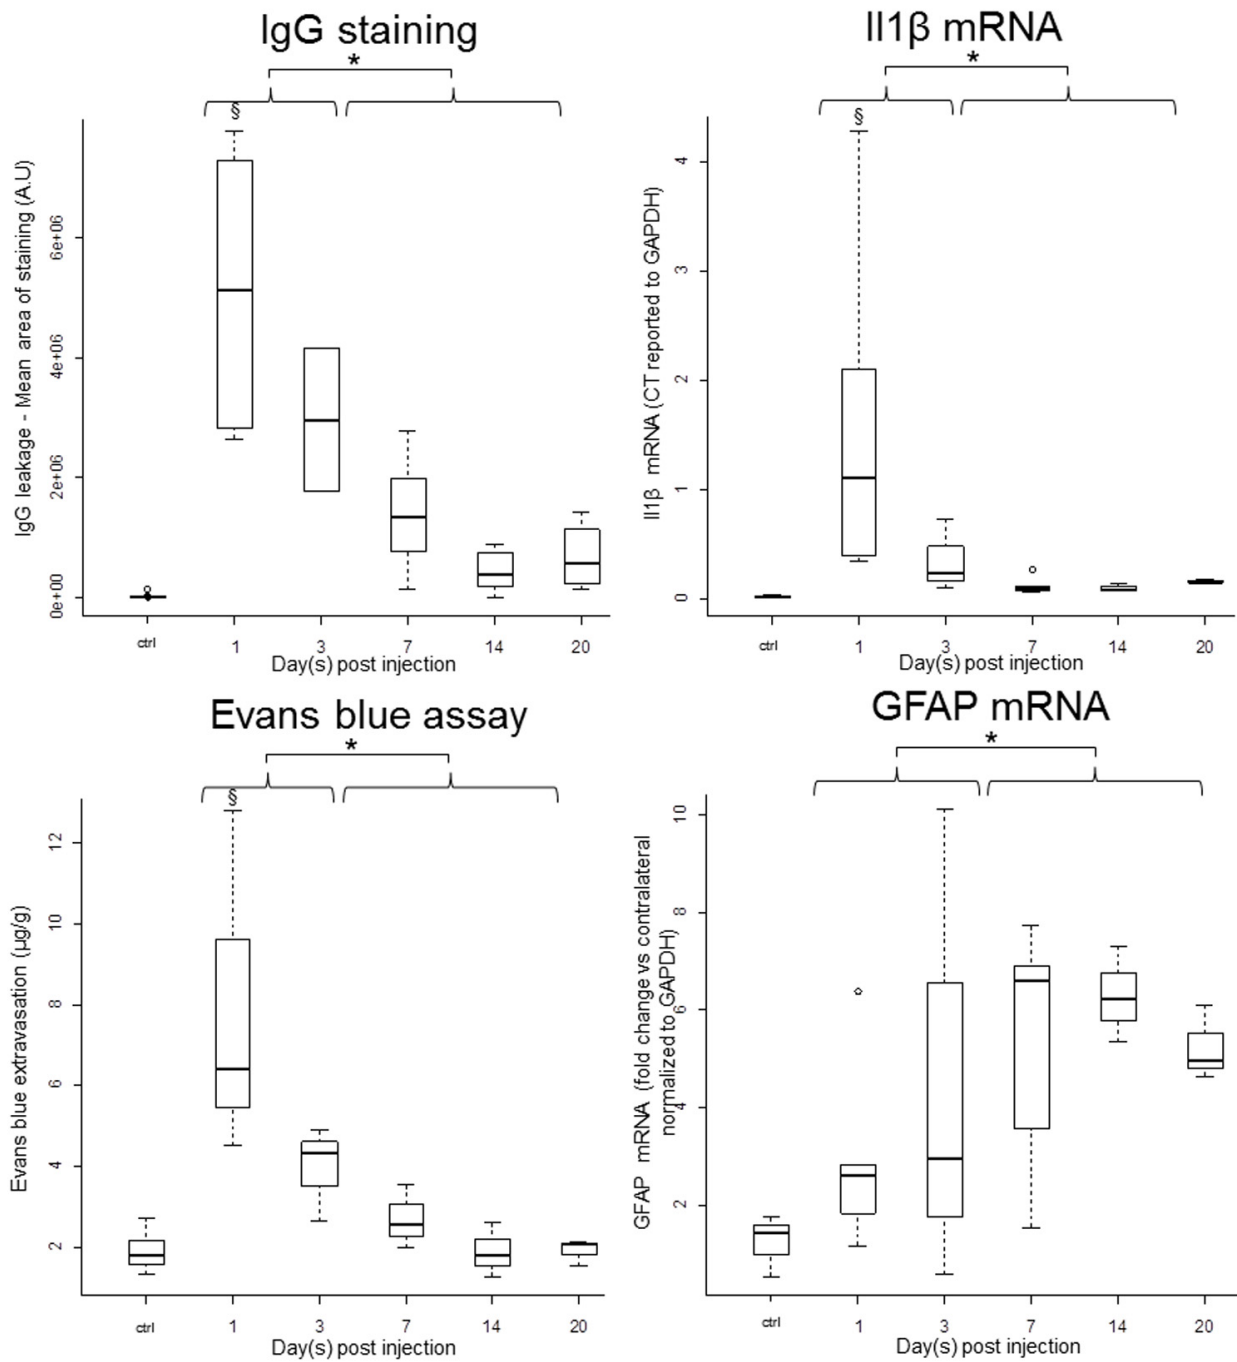 IgG staining
*
§
IgG leakage - Mean area of staining (A.U)
6e+06
4e+06
2e+06
0e+00
ctrl 1 3 7 14 20
Day(s) post injection
Il1β mRNA
*
§
Il1β mRNA (CT reported to GAPDH)
4
3
2
1
0
ctrl 1 3 7 14 20
Day(s) post injection
Evans blue assay
*
§
Evans blue extravasation (µg/g)
12
10
8
6
4
2
ctrl 1 3 7 14 20
Day(s) post injection
GFAP mRNA
*
GFAP mRNA (fold change vs contralateral
normalized to GAPDH)
10
8
6
4
2
ctrl 1 3 7 14 20
Day(s) post injection